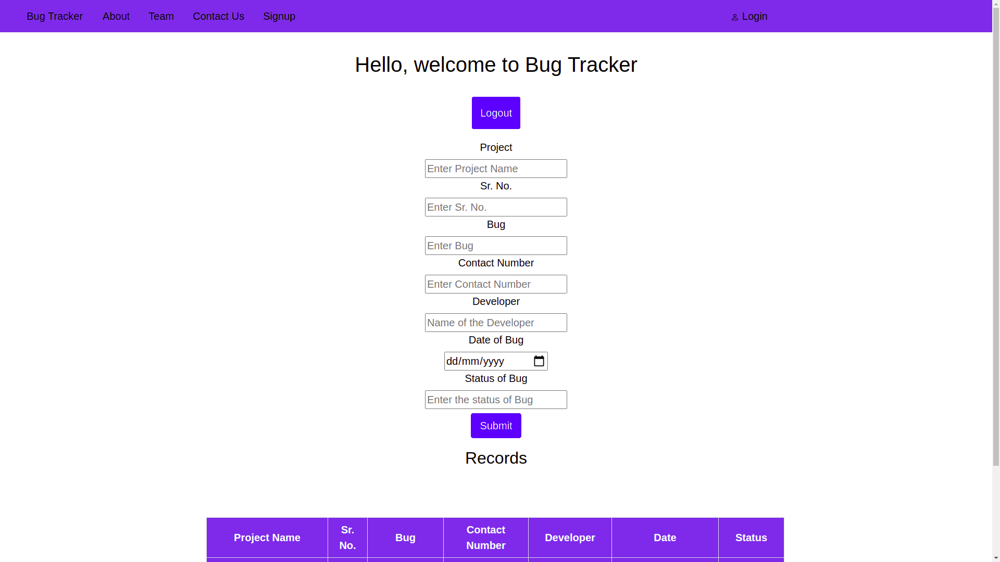 Bug Tracker About Team Contact Us Signup Login
Hello, welcome to Bug Tracker
Logout
Project
Enter Project Name
Sr. No.
Enter Sr. No.
Bug
Enter Bug
Contact Number
Enter Contact Number
Developer
Name of the Developer
Date of Bug
dd/mm/yyyy
Status of Bug
Enter the status of Bug
Submit
Records
Project Name Sr. No. Bug Contact Number Developer Date Status